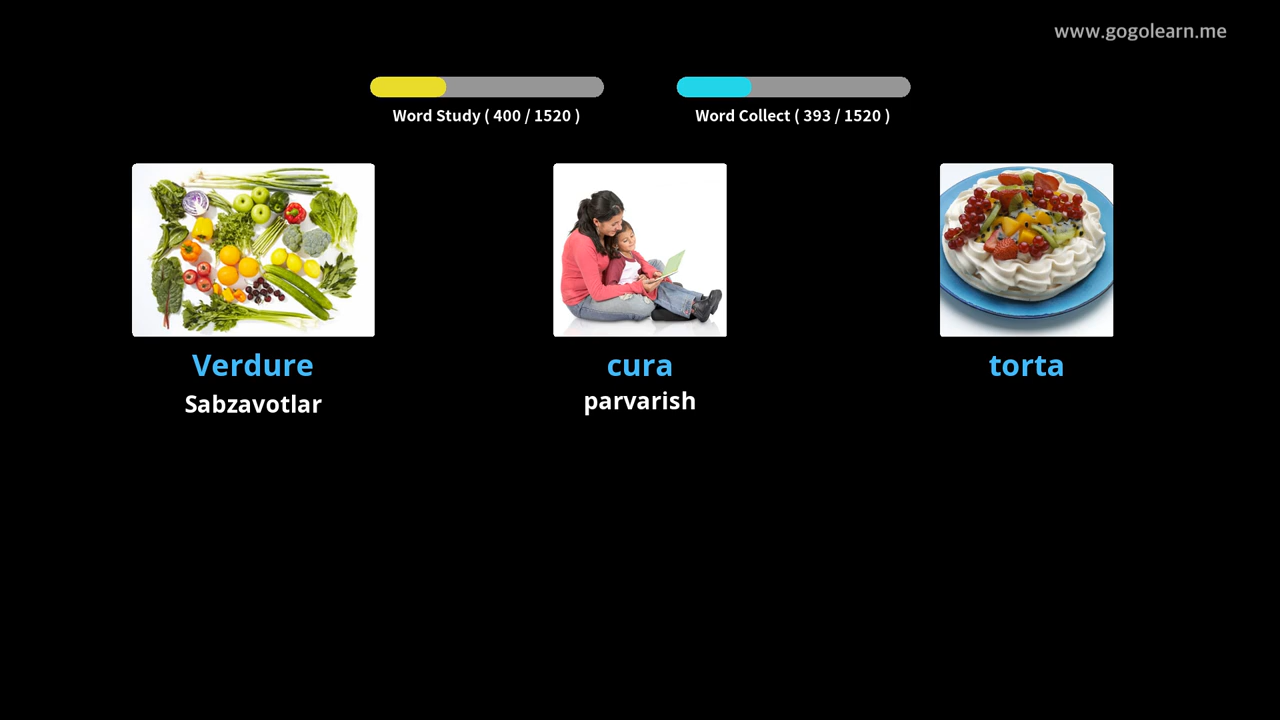 www.gogolearn.me
Word Study ( 400 / 1520 )
Word Collect ( 393 / 1520 )
Verdure
Sabzavotlar
cura
parvarish
torta